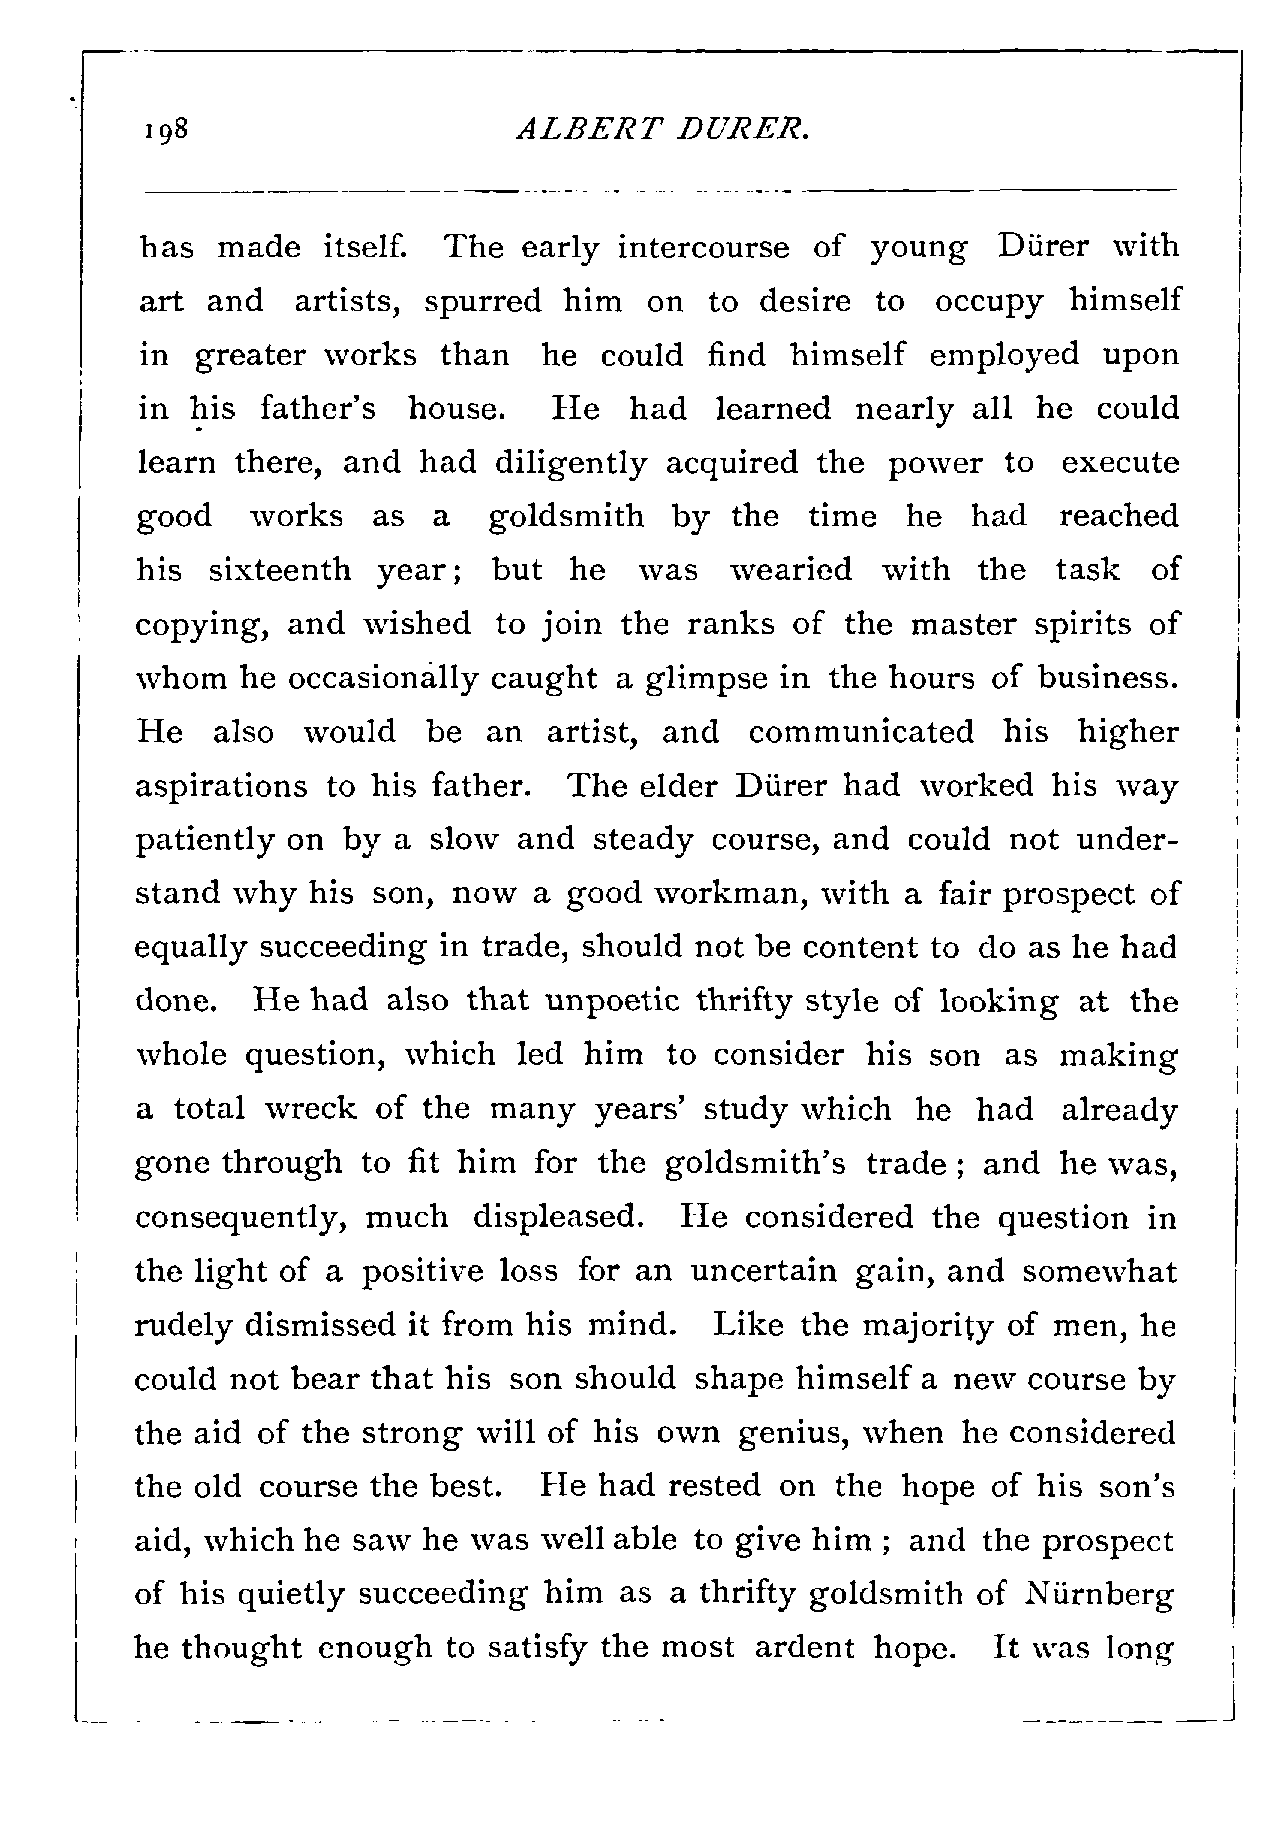 198 ALBERT DURER.
has made itself. The early intercourse of young Dürer with
art and artists, spurred him on to desire to occupy himself
in greater works than he could find himself employed upon
in his father's house. He had learned nearly all he could
learn there, and had diligently acquired the power to execute
good works as a goldsmith by the time he had reached
his sixteenth year; but he was wearied with the task of
copying, and wished to join the ranks of the master spirits of
whom he occasionally caught a glimpse in the hours of business.
He also would be an artist, and communicated his higher
aspirations to his father. The elder Dürer had worked his way
patiently on by a slow and steady course, and could not under-
stand why his son, now a good workman, with a fair prospect of
equally succeeding in trade, should not be content to do as he had
done. He had also that unpoetic thrifty style of looking at the
whole question, which led him to consider his son as making
a total wreck of the many years' study which he had already
gone through to fit him for the goldsmith's trade; and he was,
consequently, much displeased. He considered the question in
the light of a positive loss for an uncertain gain, and somewhat
rudely dismissed it from his mind. Like the majority of men, he
could not bear that his son should shape himself a new course by
the aid of the strong will of his own genius, when he considered
the old course the best. He had rested on the hope of his son's
aid, which he saw he was well able to give him; and the prospect
of his quietly succeeding him as a thrifty goldsmith of Nürnberg
he thought enough to satisfy the most ardent hope. It was long